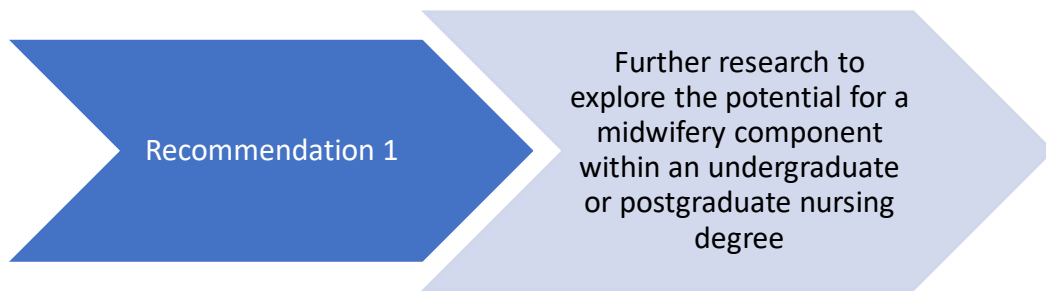 Recommendation 1
Further research to
explore the potential for a
midwifery component
within an undergraduate
or postgraduate nursing
degree